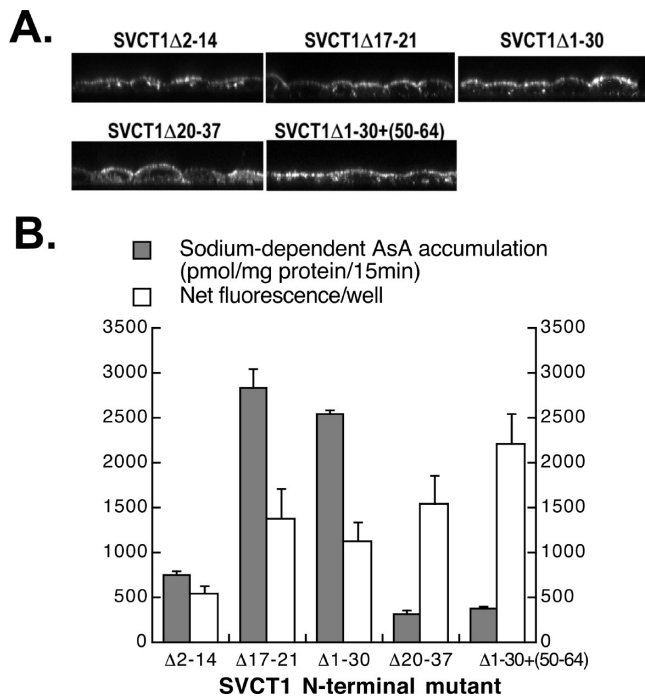 A.
SVCT1Δ2-14 SVCT1Δ17-21 SVCT1Δ1-30
SVCT1Δ20-37 SVCT1Δ1-30+(50-64)
B.
Sodium-dependent AsA accumulation
(pmol/mg protein/15min)
Net fluorescence/well
3500 3500
3000 3000
2500 2500
2000 2000
1500 1500
1000 1000
500 500
0 0
Δ2-14 Δ17-21 Δ1-30 Δ20-37 Δ1-30+(50-64)
SVCT1 N-terminal mutant